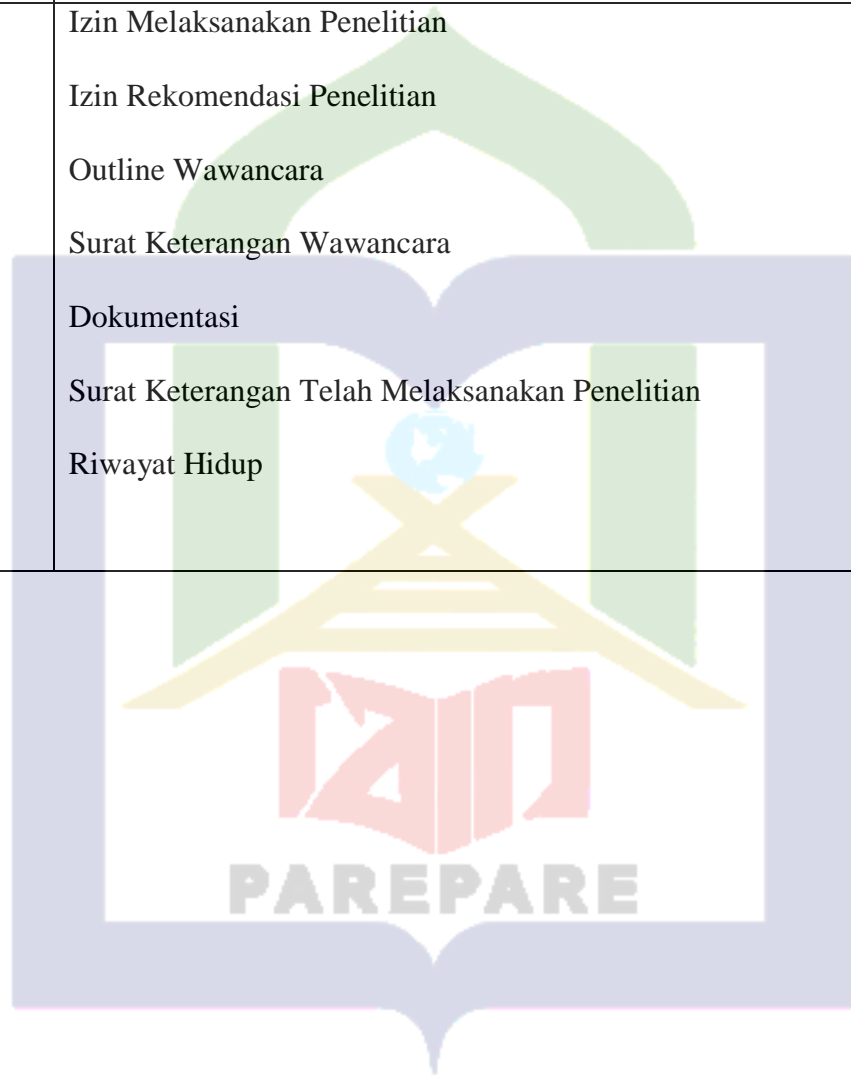 Izin Melaksanakan Penelitian
Izin Rekomendasi Penelitian
Outline Wawancara
Surat Keterangan Wawancara
Dokumentasi
Surat Keterangan Telah Melaksanakan Penelitian
Riwayat Hidup
iain
PAREPARE